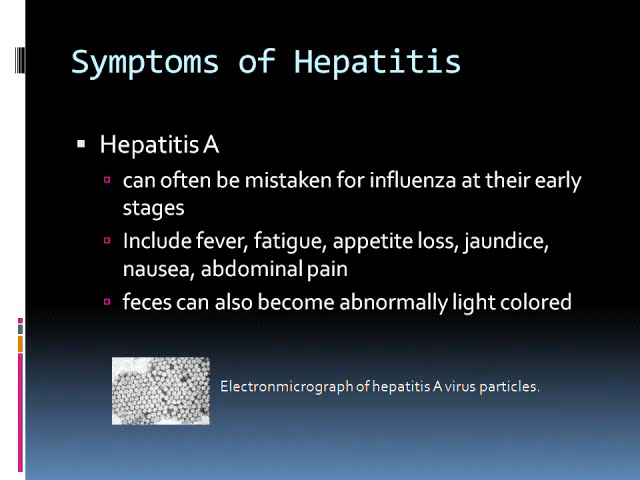 Symptoms of Hepatitis
Hepatitis A
can often be mistaken for influenza at their early
stages
Include fever, fatigue, appetite loss, jaundice,
nausea, abdominal pain
feces can also become abnormally light colored
Electronmicrograph of hepatitis A virus particles.